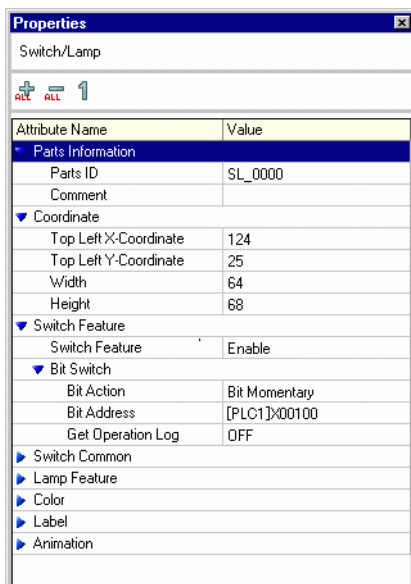 Properties
Switch/Lamp
ALL ALL 1
Attribute Name Value
Parts Information
Parts ID SL_0000
Comment
Coordinate
Top Left X-Coordinate 124
Top Left Y-Coordinate 25
Width 64
Height 68
Switch Feature
Switch Feature Enable
Bit Switch
Bit Action Bit Momentary
Bit Address [PLC1]X00100
Get Operation Log OFF
Switch Common
Lamp Feature
Color
Label
Animation